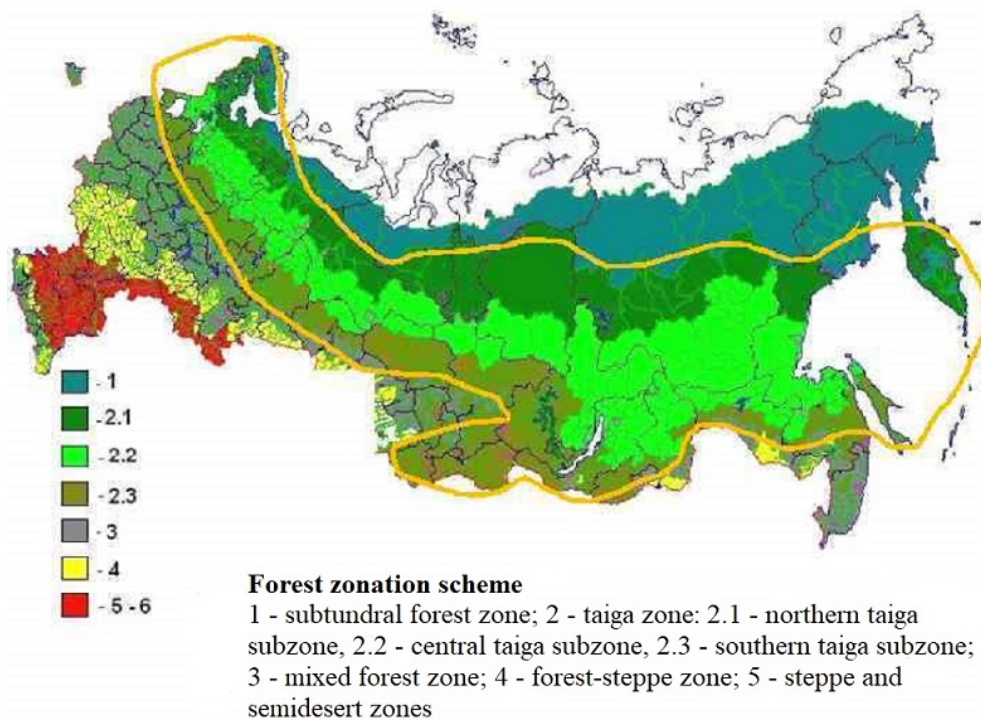 - 1
- 2.1
- 2.2
- 2.3
- 3
- 4
- 5 - 6
Forest zonation scheme
1 - subtundral forest zone; 2 - taiga zone: 2.1 - northern taiga
subzone, 2.2 - central taiga subzone, 2.3 - southern taiga subzone;
3 - mixed forest zone; 4 - forest-steppe zone; 5 - steppe and
semidesert zones